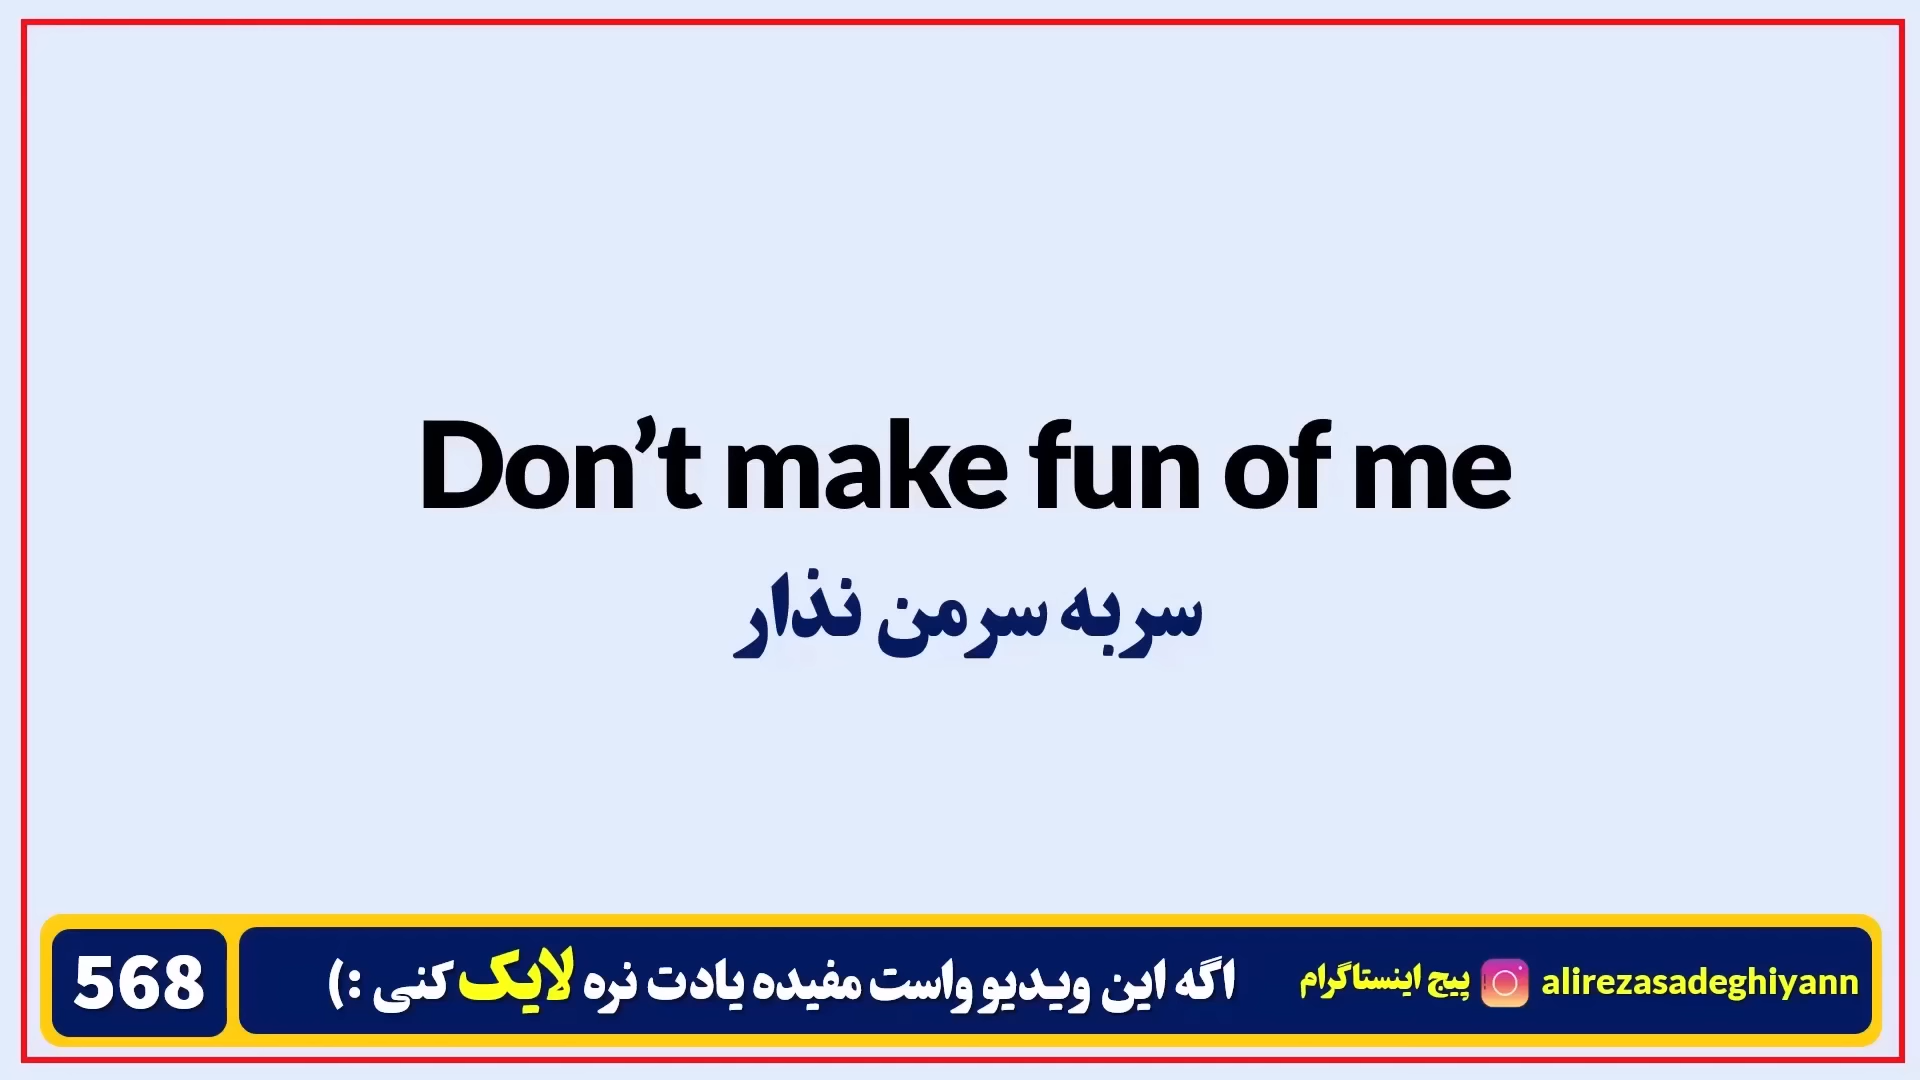 Don’t make fun of me
سربه سرمن نذار
568
اگه این ویدیو واست مفیده یادت نره لایک کنی :)
پیج اینستاگرام
alirezasadeghiyann